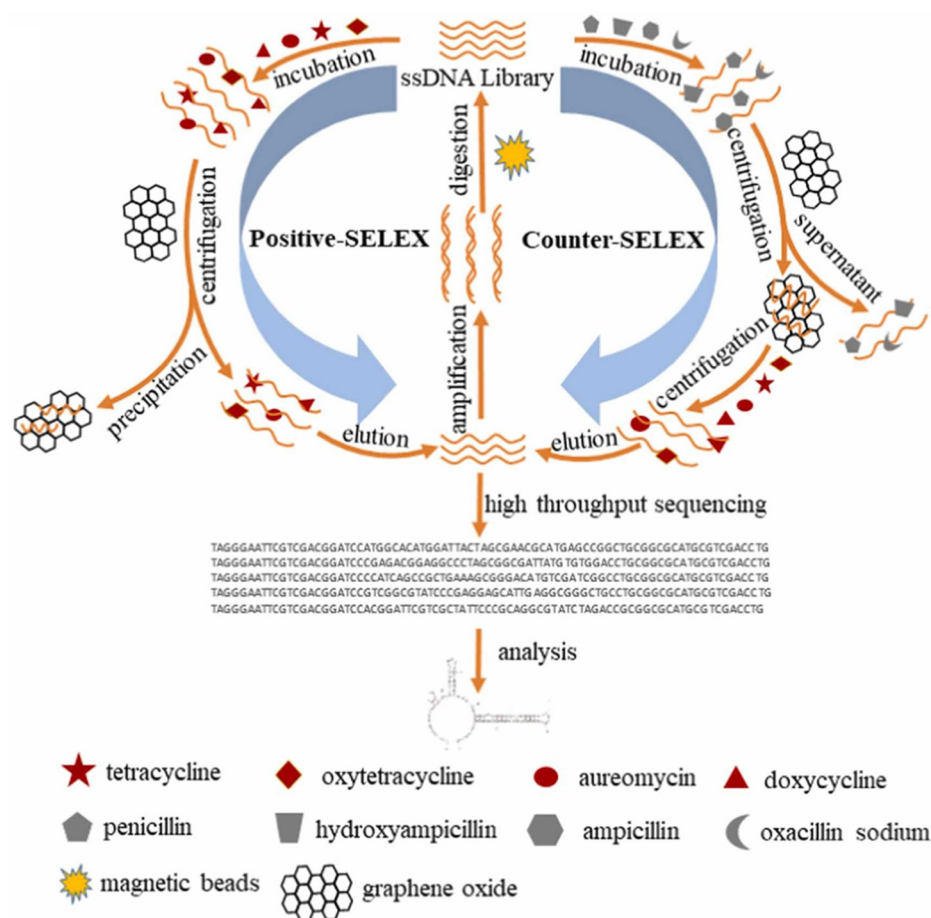 incubation
ssDNA Library
incubation
centrifugation
digestion
centrifugation
supernatant
Positive-SELEX
Counter-SELEX
precipitation
amplification
centrifugation
elution
elution
high throughput sequencing
TAGGGAATTCGTCGACGGATCCATGGCACATGGATTACTAGCGAACGCATGAGCCGGCTGCGGCGCATGCGTCGACCTG
TAGGGAATTCGTCGACGGATCCCGAGACGGAGGCCCTAGCGGCGATTATGTGTGGACCTGCGGCGCATGCGTCGACCTG
TAGGGAATTCGTCGACGGATCCCCATCAGCCGCTGAAAGCGGGACATGTCGATCGGCCTGCGGCGCATGCGTCGACCTG
TAGGGAATTCGTCGACGGATCCGTCGGCGTATCCCGAGGAGCATTGAGGCGGGCTGCCTGCGGCGCATGCGTCGACCTG
TAGGGAATTCGTCGACGGATCCACGGATTCGTCGCTATTCCCGCAGGCGTATCTAGACCGCGGCGCATGCGTCGACCTG
analysis
tetracycline oxytetracycline aureomycin doxycycline
penicillin hydroxyampicillin ampicillin oxacillin sodium
magnetic beads graphene oxide